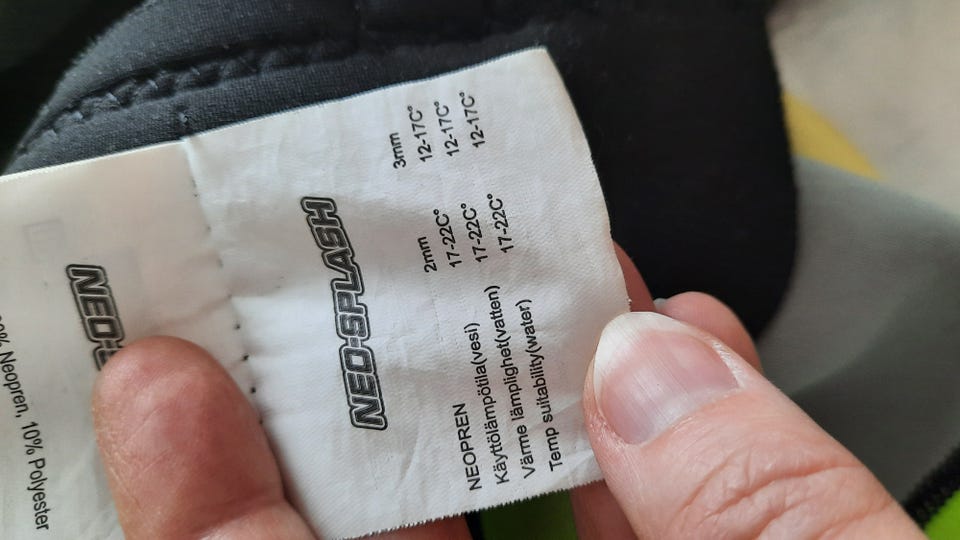 NEO-SPLASH
NEOPREN 2mm 3mm
Käyttölämpötila(vesi) 17-22C° 12-17C°
Värme lämplighet(vatten) 17-22C° 12-17C°
Temp suitability(water) 17-22C° 12-17C°
NEO-
% Neopren, 10% Polyester